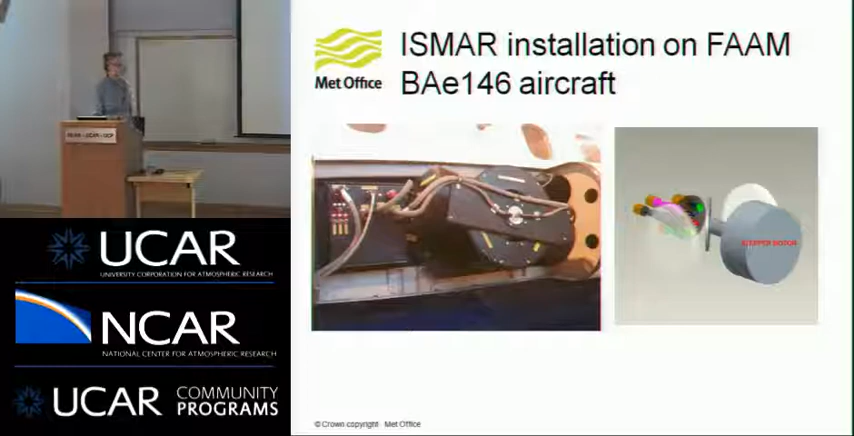 Met Office
ISMAR installation on FAAM
BAe146 aircraft
STEPPER MOTOR
UCAR
UNIVERSITY CORPORATION FOR ATMOSPHERIC RESEARCH
NCAR
NATIONAL CENTER FOR ATMOSPHERIC RESEARCH
UCAR COMMUNITY
PROGRAMS
© Crown copyright Met Office